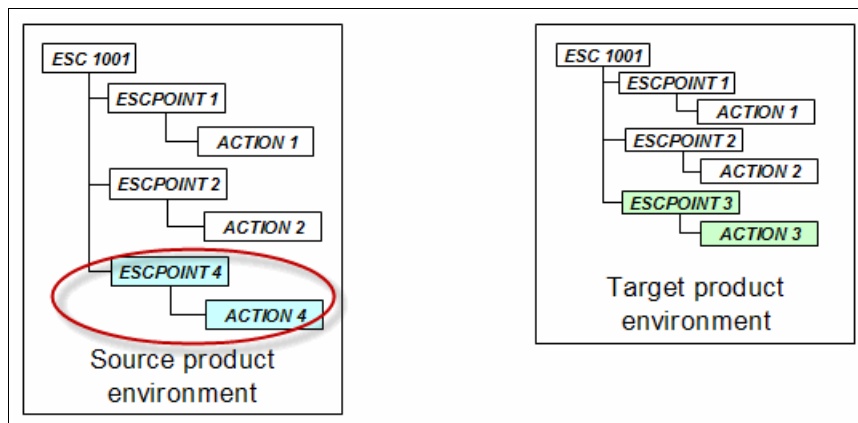 ESC 1001
ESCPOINT 1
ACTION 1
ESCPOINT 2
ACTION 2
ESCPOINT 4
ACTION 4
Source product
environment
ESC 1001
ESCPOINT 1
ACTION 1
ESCPOINT 2
ACTION 2
ESCPOINT 3
ACTION 3
Target product
environment